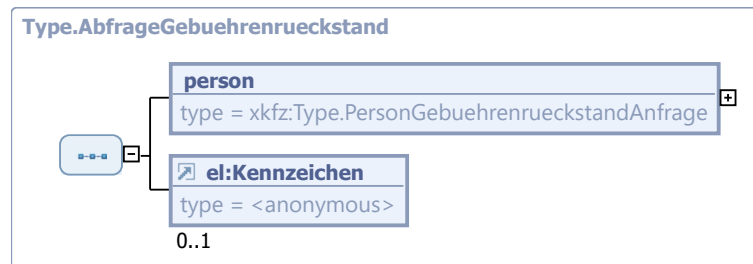 Type.AbfrageGebuehrenrueckstand
person
type = xkfz:Type.PersonGebuehrenrueckstandAnfrage
el:Kennzeichen
type = <anonymous>
0..1